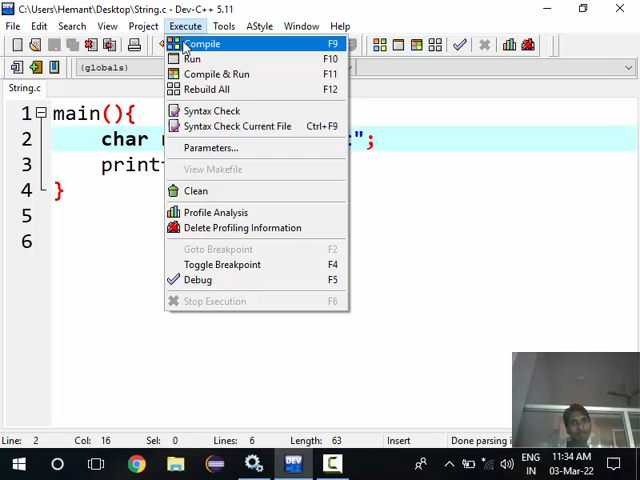 C:\Users\Hemant\Desktop\String.c - Dev-C++ 5.11
File Edit Search View Project Execute Tools AStyle Window Help
Compile F9
Run F10
Compile & Run F11
Rebuild All F12
Syntax Check
Syntax Check Current File Ctrl+F9
Parameters...
View Makefile
Clean
Profile Analysis
Delete Profiling Information
Goto Breakpoint F2
Toggle Breakpoint F4
Debug F5
Stop Execution F6
(globals)
String.c
1 main(){
2 char ";
3 print
4 }
5
6
Line: 2 Col: 16 Sel: 0 Lines: 6 Length: 63 Insert Done parsing i
ENG 11:34 AM
IN 03-Mar-22